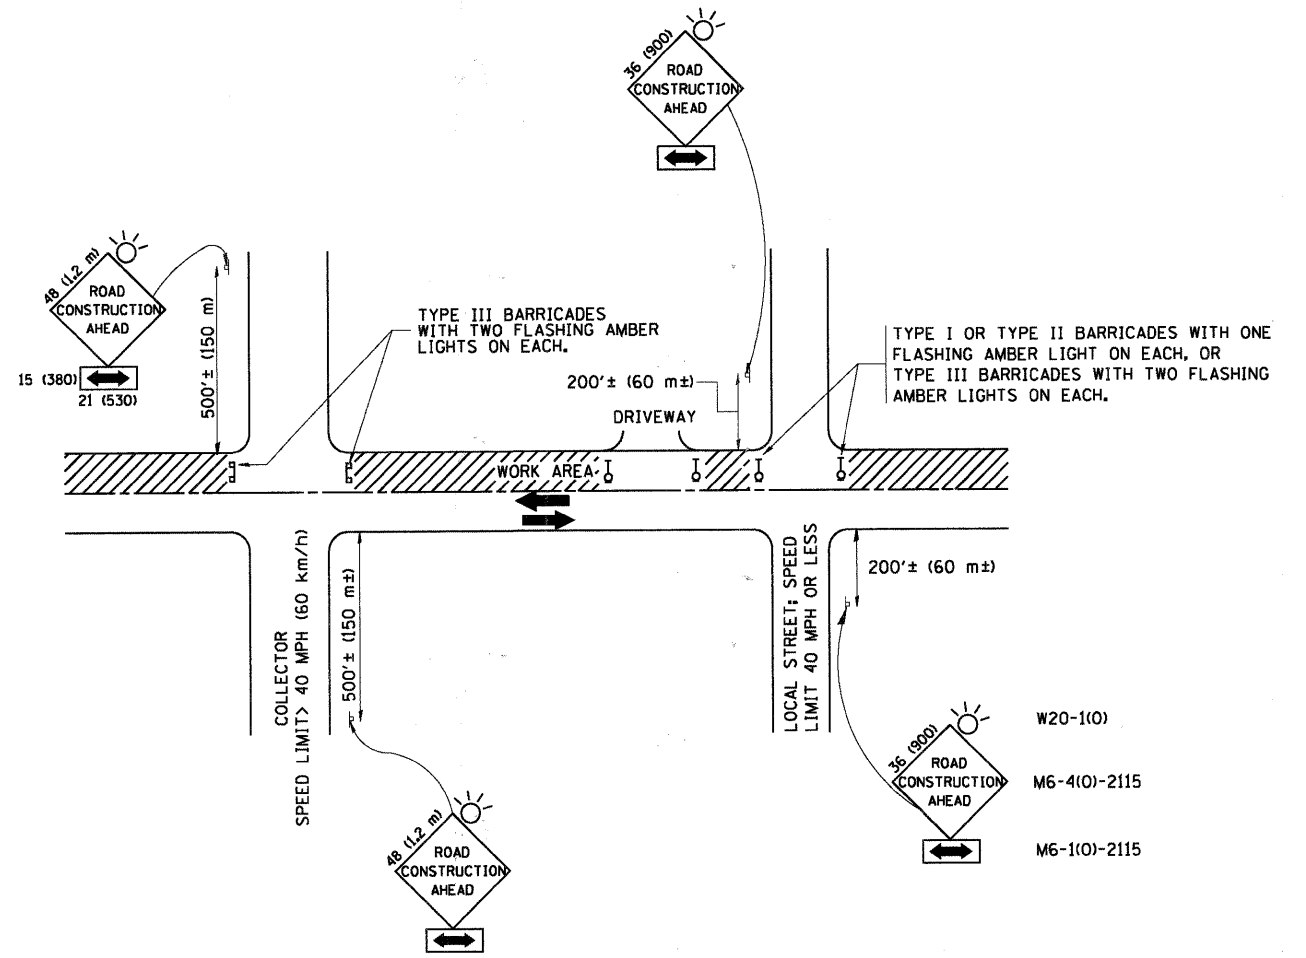 36 (900)
ROAD
CONSTRUCTION
AHEAD
48 (1.2 m)
ROAD
CONSTRUCTION
AHEAD
15 (380)
21 (530)
500'± (150 m)
TYPE III BARRICADES
WITH TWO FLASHING AMBER
LIGHTS ON EACH.
200'± (60 m±)
DRIVEWAY
TYPE I OR TYPE II BARRICADES WITH ONE
FLASHING AMBER LIGHT ON EACH, OR
TYPE III BARRICADES WITH TWO FLASHING
AMBER LIGHTS ON EACH.
WORK AREA
COLLECTOR
SPEED LIMIT> 40 MPH (60 km/h)
500'± (150 m±)
LOCAL STREET; SPEED
LIMIT 40 MPH OR LESS
200'± (60 m±)
48 (1.2 m)
ROAD
CONSTRUCTION
AHEAD
36 (900)
ROAD
CONSTRUCTION
AHEAD
W20-1(O)
M6-4(O)-2115
M6-1(O)-2115